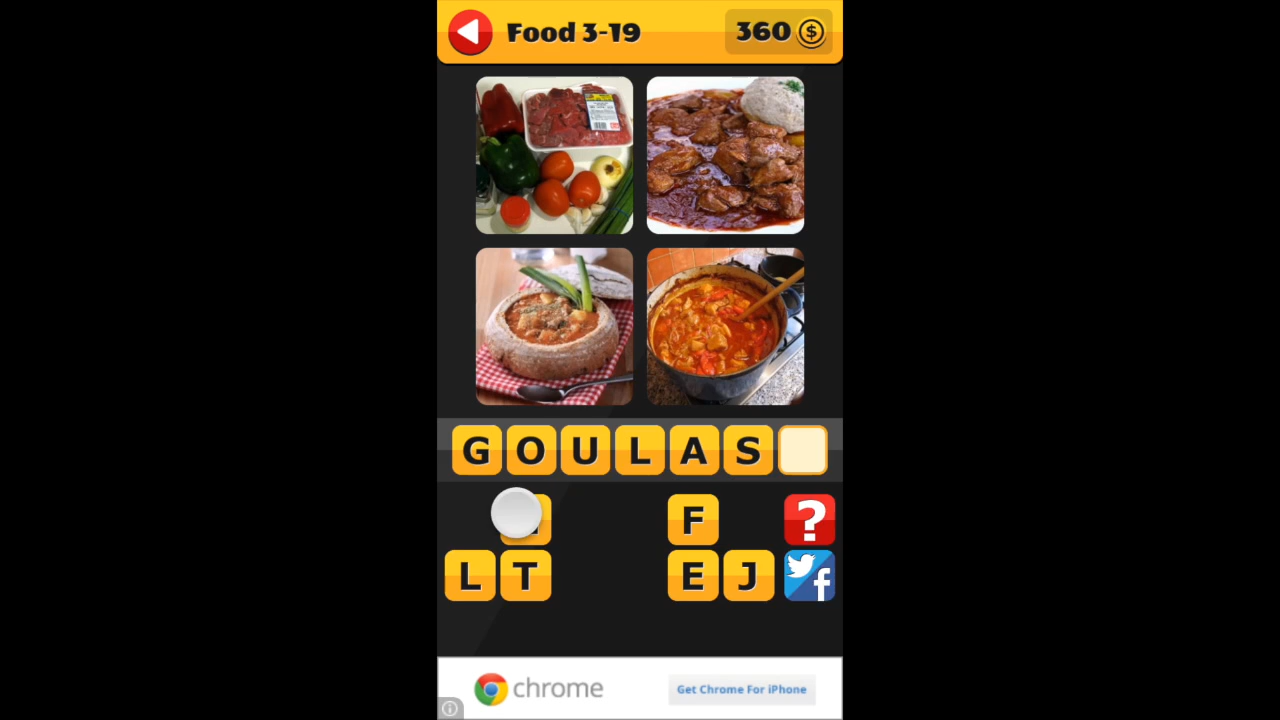 Food 3-19
360 $
GOULAS
F ?
L T E J f
i
chrome
Get Chrome For iPhone